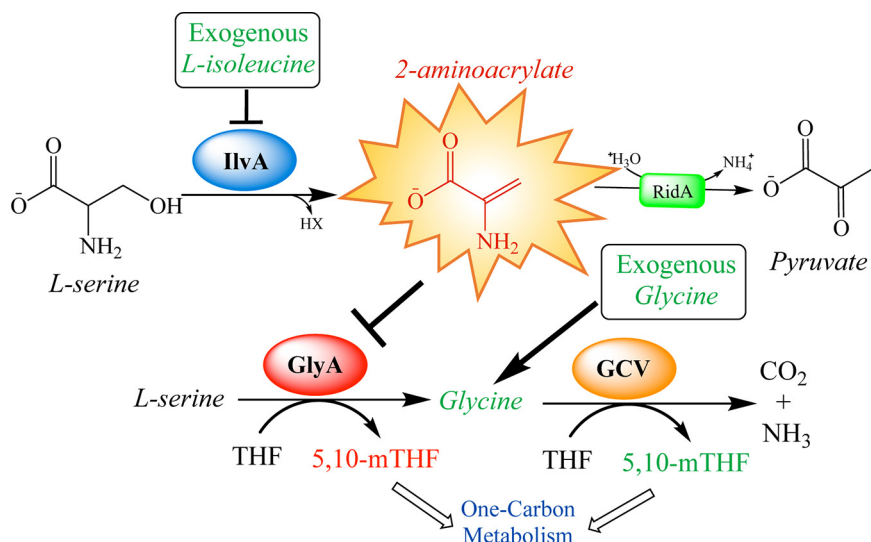 Exogenous
L-isoleucine
2-aminoacrylate
IlvA
HX
O
O⁻
OH
NH₂
L-serine
O
O⁻
NH₂
⁺H₃O
NH₄⁺
RidA
O
O⁻
O
Pyruvate
Exogenous
Glycine
GlyA
GCV
L-serine
Glycine
CO₂
+
NH₃
THF
5,10-mTHF
THF
5,10-mTHF
One-Carbon
Metabolism